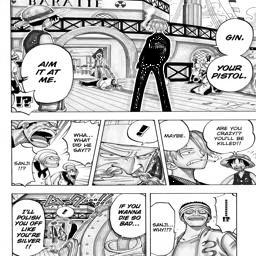 BARATIE
GIN.
YOUR
PISTOL.
AIM
IT AT
ME.
ARE YOU
CRAZY!?
YOU'LL BE
KILLED!!
MAYBE.
!
WHA...
WHAT
DID HE
SAY!?
SANJI
!!?
!!?
SANJI...
WHY!?
IF YOU
WANNA
DIE SO
BAD...
!
I'LL
POLISH
YOU OFF
LIKE
YOU'RE
SILVER
!!